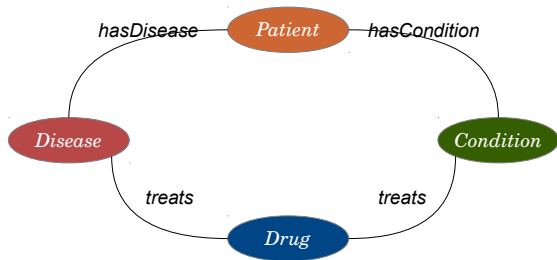 hasDisease
Patient
hasCondition
Disease
Condition
treats
treats
Drug